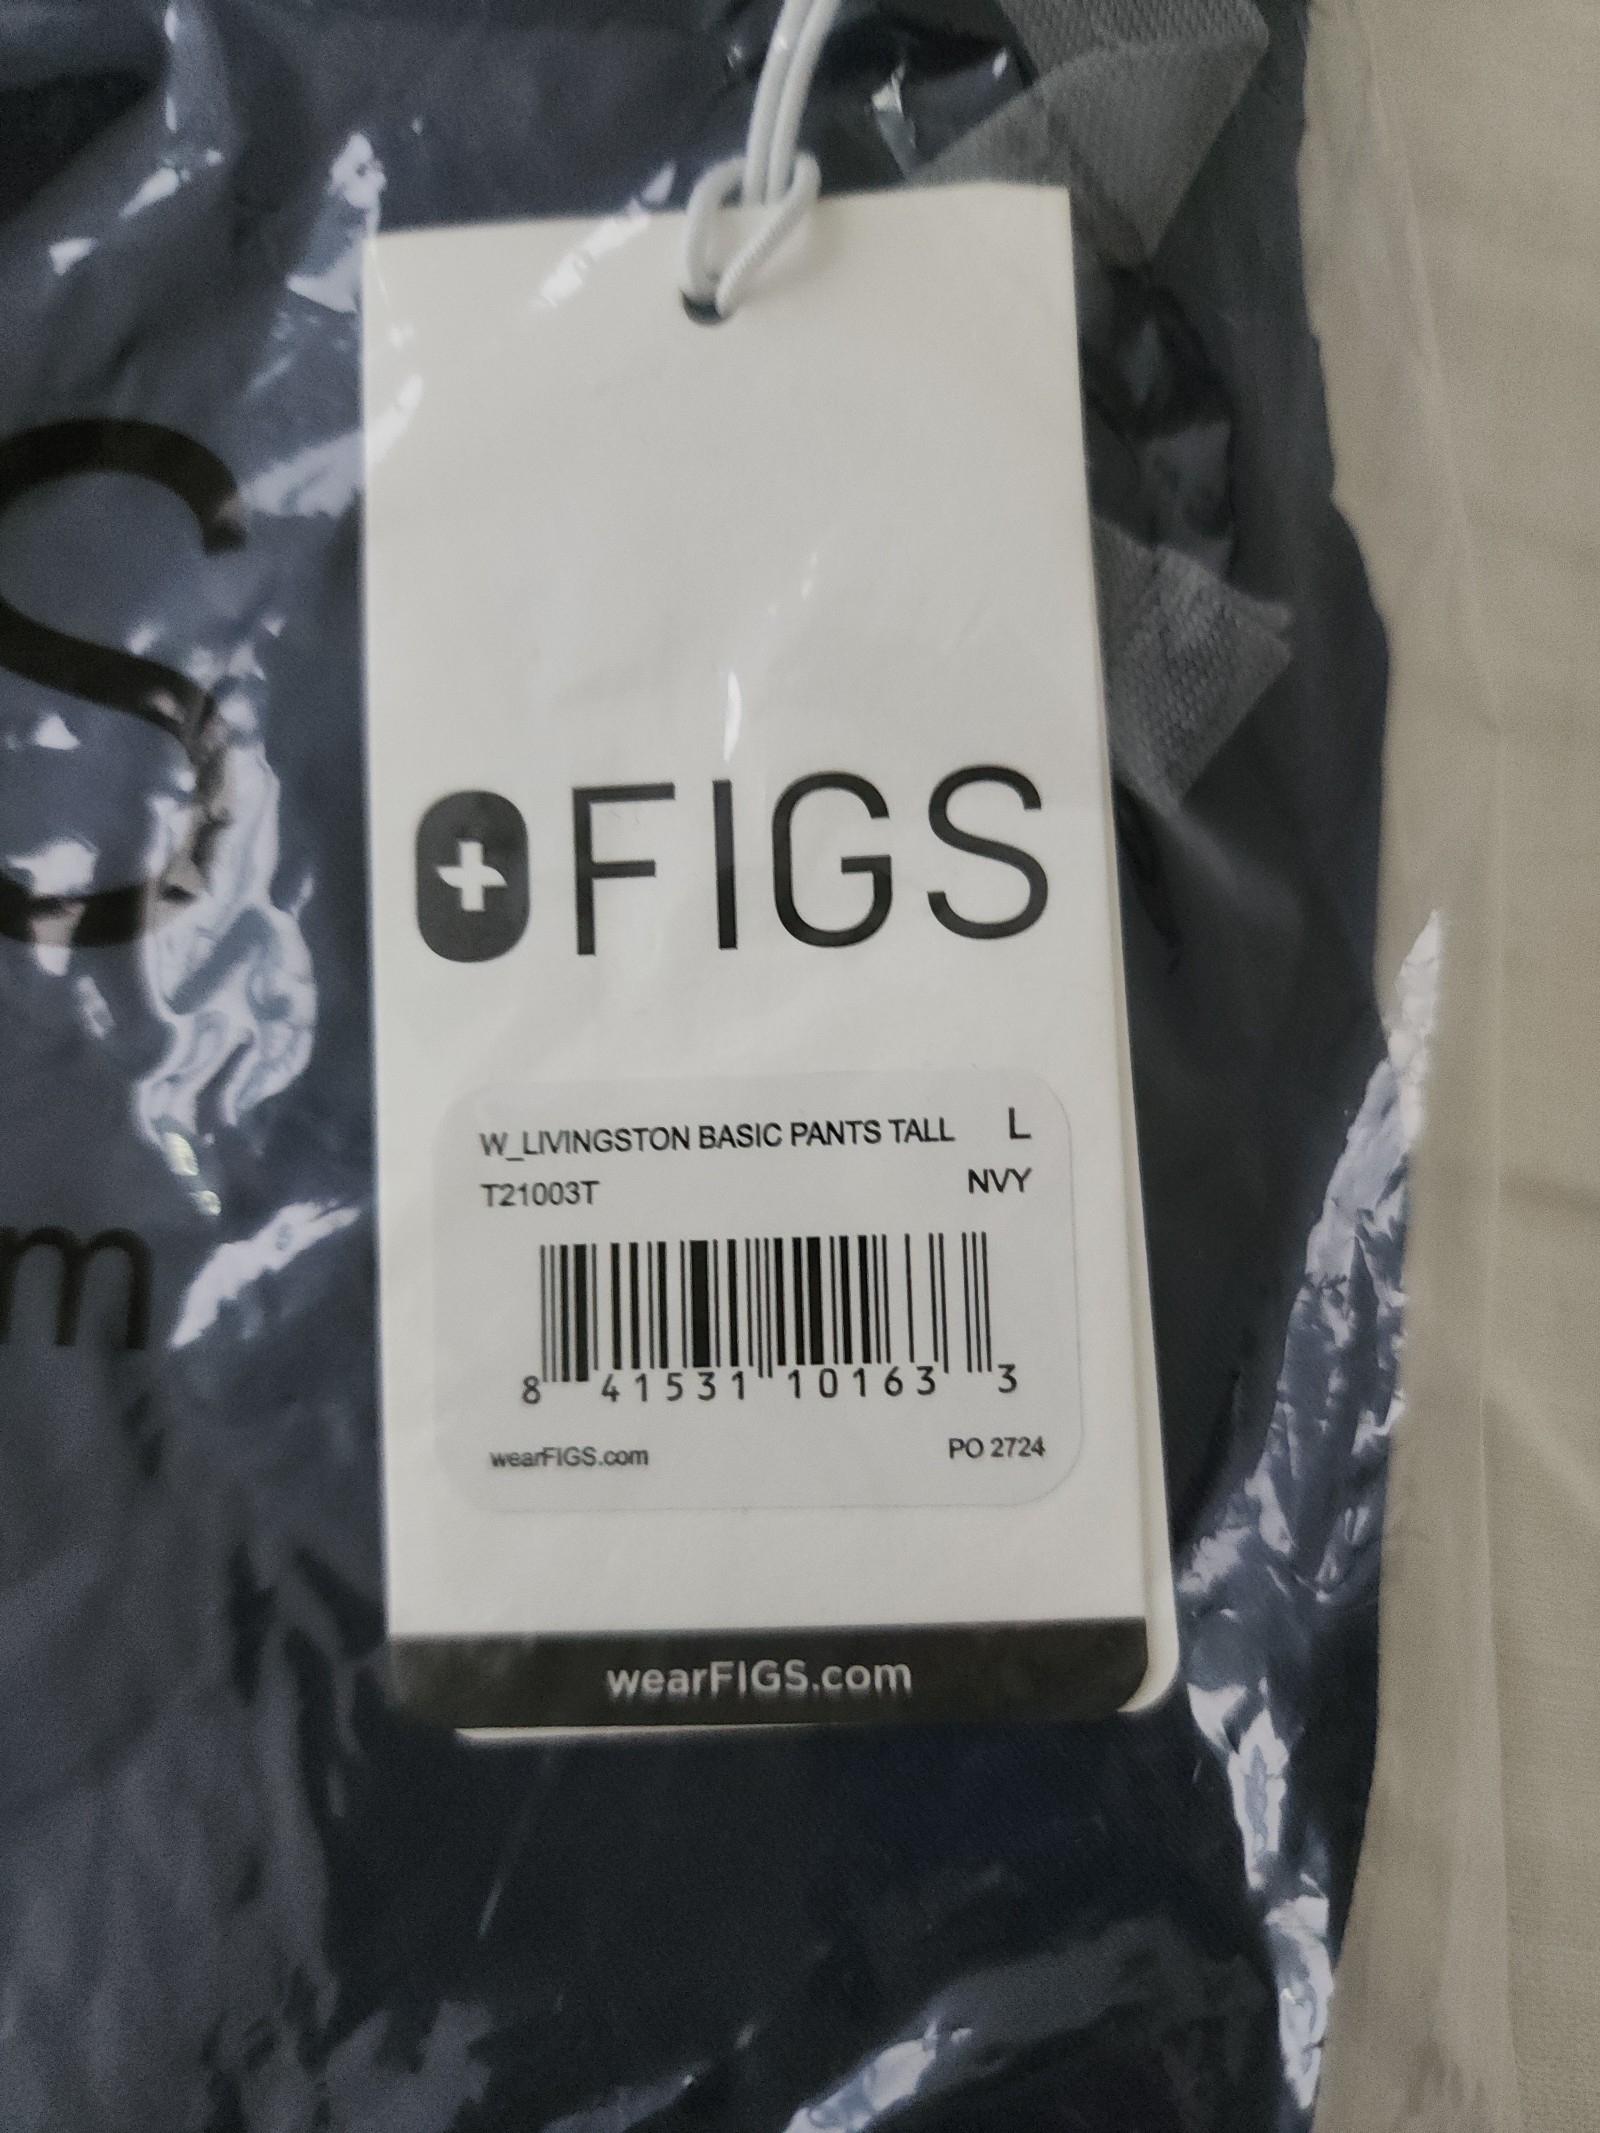 FIGS
W_LIVINGSTON BASIC PANTS TALL L
T21003T NVY
8 41531 10163 3
wearFIGS.com PO 2724
wearFIGS.com
S
m